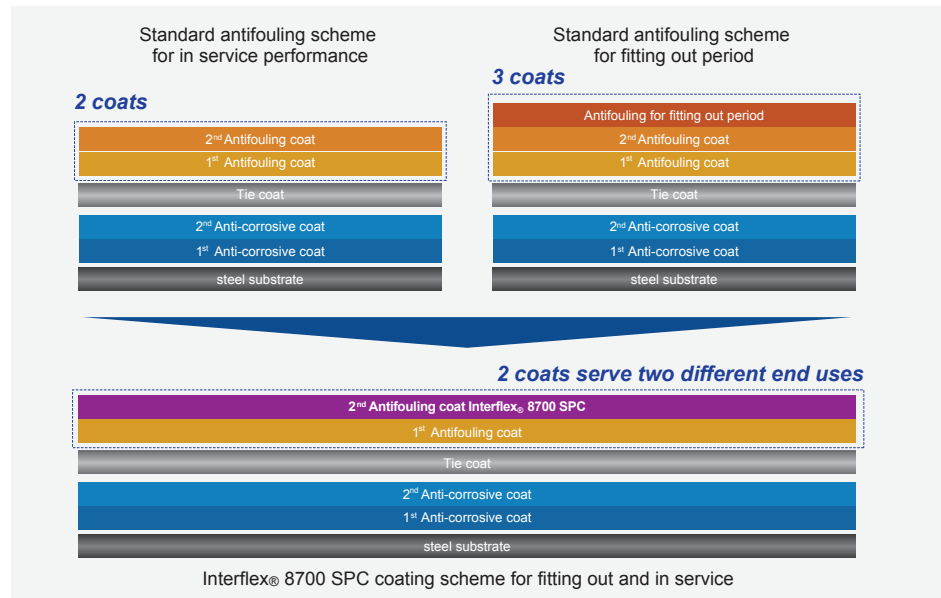 Standard antifouling scheme
for in service performance
2 coats
2nd Antifouling coat
1st Antifouling coat
Tie coat
2nd Anti-corrosive coat
1st Anti-corrosive coat
steel substrate
Standard antifouling scheme
for fitting out period
3 coats
Antifouling for fitting out period
2nd Antifouling coat
1st Antifouling coat
Tie coat
2nd Anti-corrosive coat
1st Anti-corrosive coat
steel substrate
2 coats serve two different end uses
2nd Antifouling coat Interflex® 8700 SPC
1st Antifouling coat
Tie coat
2nd Anti-corrosive coat
1st Anti-corrosive coat
steel substrate
Interflex® 8700 SPC coating scheme for fitting out and in service